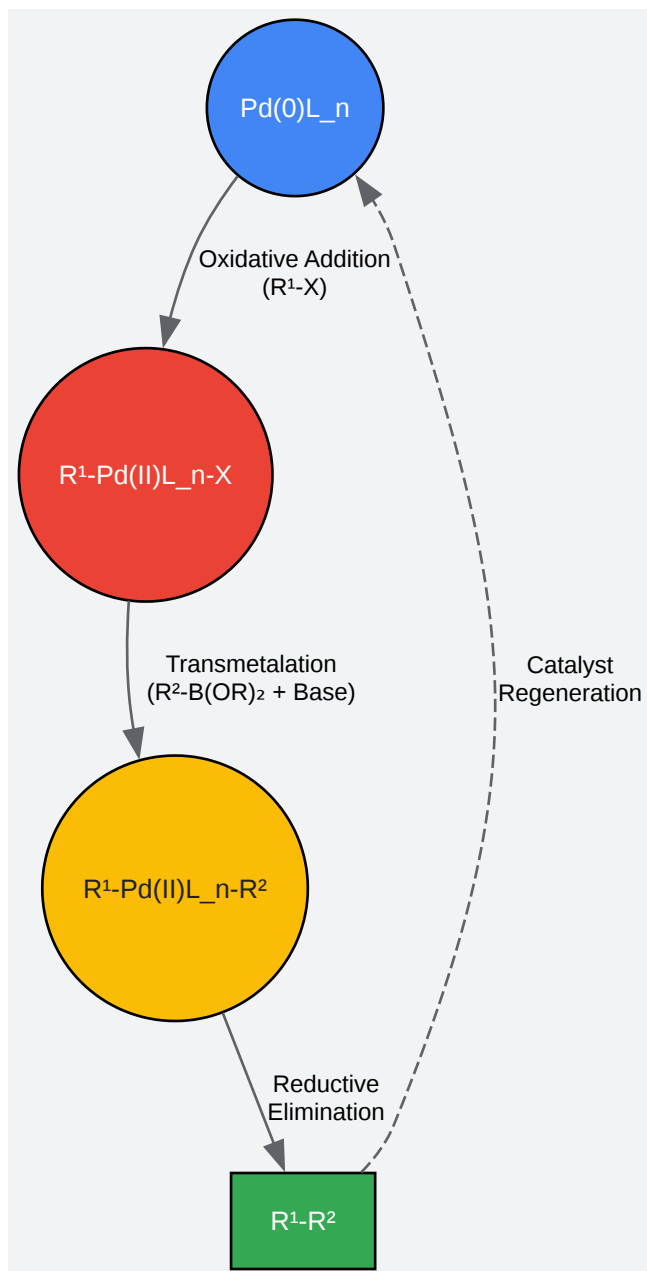 Pd(0)L_n
Oxidative Addition
(R¹-X)
R¹-Pd(II)L_n-X
Transmetalation
(R²-B(OR)₂ + Base)
Catalyst
Regeneration
R¹-Pd(II)L_n-R²
Reductive
Elimination
R¹-R²